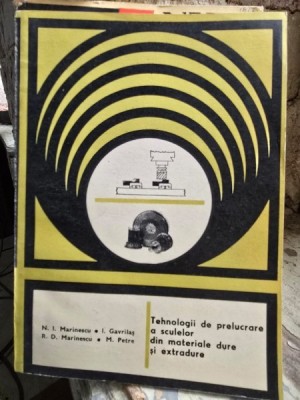 N. I. Marinescu • I. Gavrilaș
R. D. Marinescu • M. Petre
Tehnologii de prelucrare
a sculelor
din materiale dure
și extradure